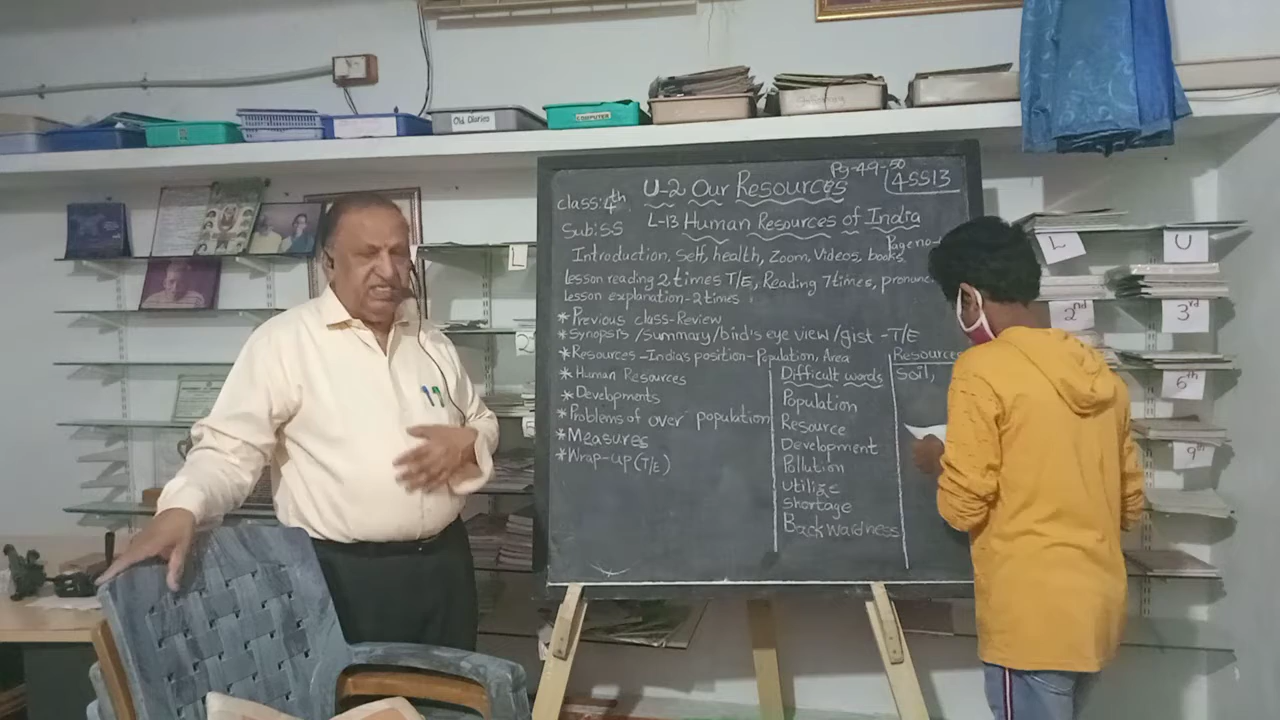 Old Diaries
COMPUTER
Pg-49-50
class: 4th
U-2 Our Resources
4SS13
Sub: SS
L-13 Human Resources of India
Page no-
Introduction, Self, health, Zoom, Videos, books
Lesson reading 2 times T/E, Reading 7 times, pronunc
Lesson explanation-2 times
* Previous class-Review
* Synopsis /Summary/bird's eye view/gist -T/E
* Resources -India's position- Population, Area
* Human Resources
* Developments
* Problems of over population
* Measures
* Wrap-up (T/E)
Difficult words
Population
Resource
Development
Pollution
utilize
shortage
Backwardness
Resources
Soil,
L
L
U
2nd
3rd
6th
9th